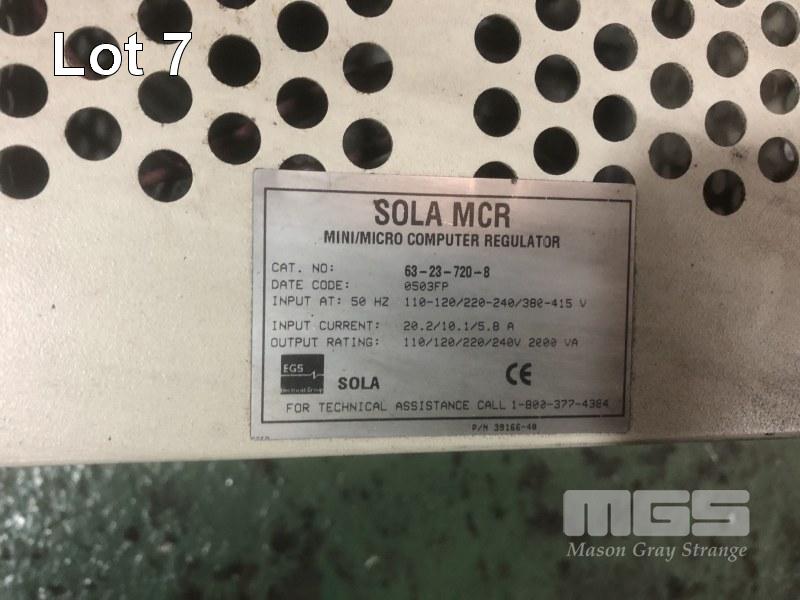 Lot 7
SOLA MCR
MINI/MICRO COMPUTER REGULATOR
CAT. NO: 63-23-720-8
DATE CODE: 0503FP
INPUT AT: 50 HZ 110-120/220-240/380-415 V
INPUT CURRENT: 20.2/10.1/5.8 A
OUTPUT RATING: 110/120/220/240V 2000 VA
EGS
Electrical Group
SOLA
CE
FOR TECHNICAL ASSISTANCE CALL 1-800-377-4384
P/N 39166-40
MGS
Mason Gray Strange